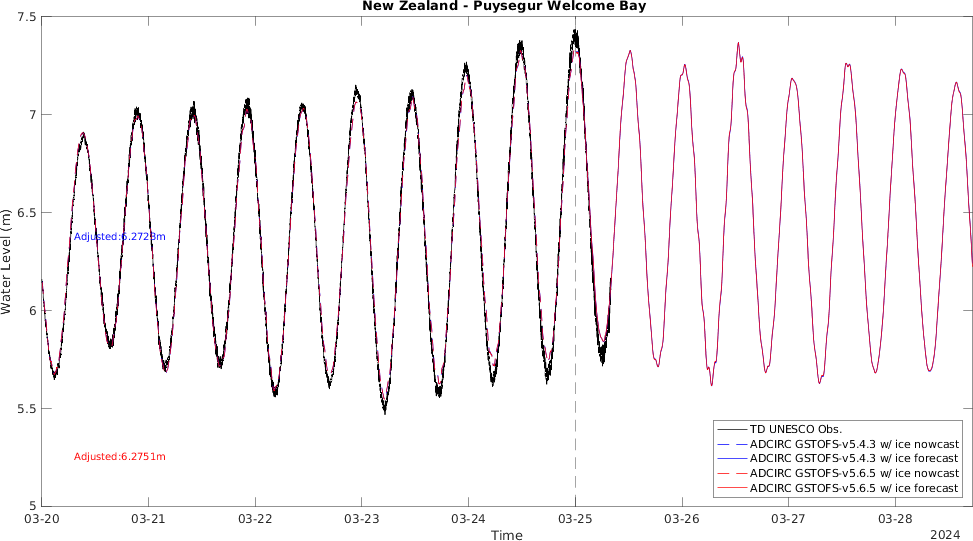 New Zealand - Puysegur Welcome Bay
Water Level (m)
7.5
7
6.5
6
5.5
5
Adjusted:6.2728m
Adjusted:6.2751m
TD UNESCO Obs.
ADCIRC GSTOFS-v5.4.3 w/ ice nowcast
ADCIRC GSTOFS-v5.4.3 w/ ice forecast
ADCIRC GSTOFS-v5.6.5 w/ ice nowcast
ADCIRC GSTOFS-v5.6.5 w/ ice forecast
03-20 03-21 03-22 03-23 03-24 03-25 03-26 03-27 03-28
Time
2024